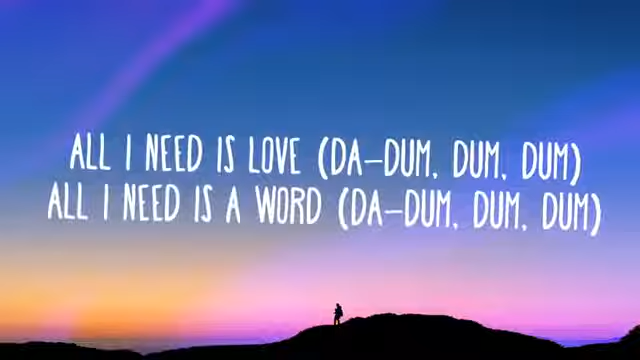 ALL I NEED IS LOVE (DA-DUM, DUM, DUM)
ALL I NEED IS A WORD (DA-DUM, DUM, DUM)